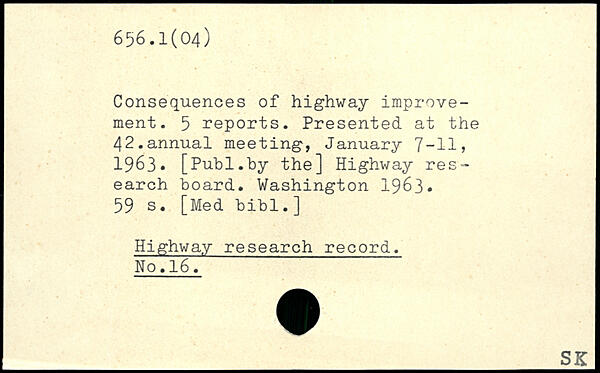 656.1(04)
Consequences of highway improve-
ment. 5 reports. Presented at the
42.annual meeting, January 7-11,
1963. [Publ.by the] Highway res-
earch board. Washington 1963.
59 s. [Med bibl.]
Highway research record.
No.16.
SK